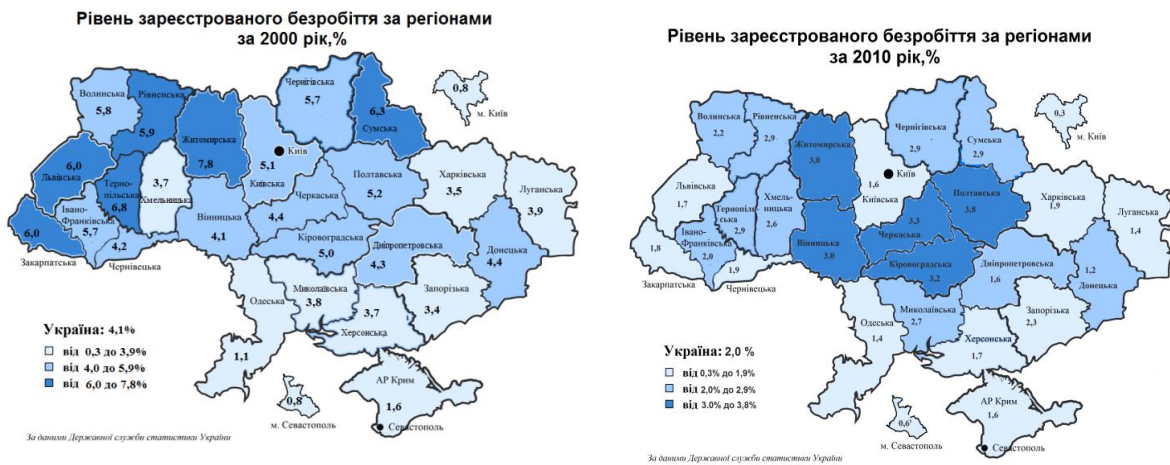 Рівень зареєстрованого безробіття за регіонами
за 2000 рік,%
Волинська
5,8
Рівненська
5,9
Житомирська
7,8
Чернігівська
5,7
6,3
Сумська
0,8
м. Київ
Київ
5,1
Київська
6,0
Львівська
Терно-
пільська
6,8
3,7
Хмельницька
Івано-
Франківська
5,7
6,0
Закарпатська
4,2
Чернівецька
Вінницька
4,1
Черкаська
4,4
Полтавська
5,2
Харківська
3,5
Луганська
3,9
Кіровоградська
5,0
Дніпропетровська
4,3
Донецька
4,4
Одеська
1,1
Миколаївська
3,8
3,7
Херсонська
Запорізька
3,4
Україна: 4,1%
від 0,3 до 3,9%
від 4,0 до 5,9%
від 6,0 до 7,8%
0,8
м. Севастополь
АР Крим
1,6
Севастополь
За даними Державної служби статистики України
Рівень зареєстрованого безробіття за регіонами
за 2010 рік,%
Волинська
2,2
Рівненська
2,9
Житомирська
3,0
Чернігівська
2,9
Сумська
2,9
0,3
м. Київ
Київ
1,6
Київська
Львівська
1,7
Тернопіль-
ська
2,9
Хмель-
ницька
2,6
Івано-
Франківська
2,0
1,8
Закарпатська
1,9
Чернівецька
Вінницька
3,0
3,3
Черкаська
Полтавська
3,8
Харківська
1,9
Луганська
1,4
Кіровоградська
3,2
Дніпропетровська
1,6
1,2
Донецька
Одеська
1,4
Миколаївська
2,7
Запорізька
2,3
Херсонська
1,7
Україна: 2,0 %
від 0,3% до 1,9%
від 2,0% до 2,9%
від 3.0% до 3,8%
0,6
м. Севастополь
АР Крим
1,6
Севастополь
За даними Державної служби статистики України